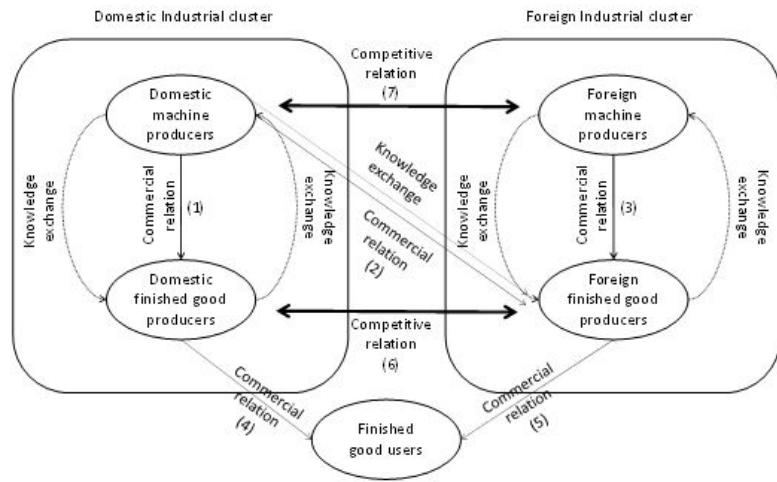 Domestic Industrial cluster
Foreign Industrial cluster
Competitive
relation
(7)
Domestic
machine
producers
Foreign
machine
producers
Knowledge
exchange
Commercial
relation
(1)
Knowledge
exchange
Knowledge
exchange
Commercial
relation
(2)
Knowledge
exchange
Commercial
relation
(3)
Knowledge
exchange
Domestic
finished good
producers
Foreign
finished good
producers
Competitive
relation
(6)
Commercial
relation
(4)
Commercial
relation
(5)
Finished
good users